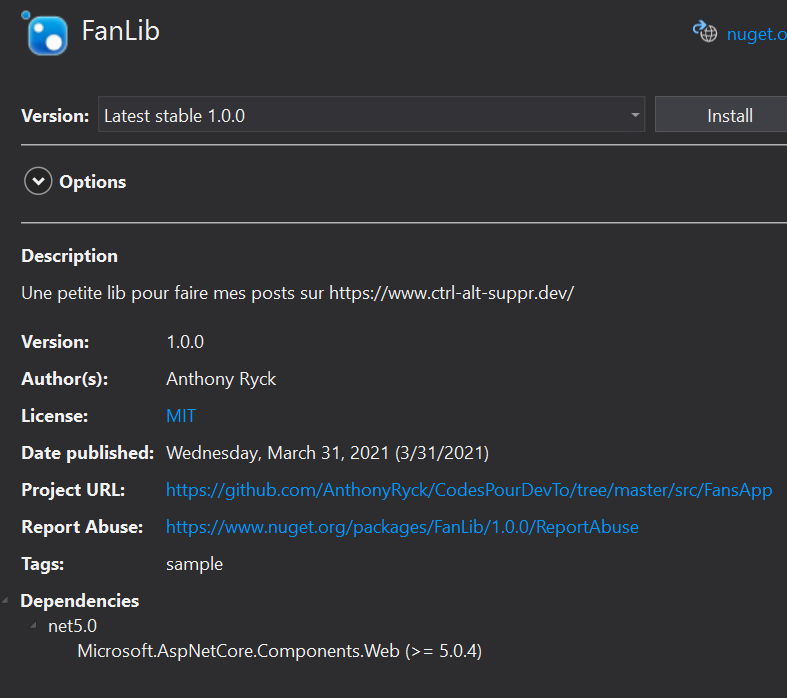 FanLib
nuget.o
Version: Latest stable 1.0.0 Install
Options
Description
Une petite lib pour faire mes posts sur https://www.ctrl-alt-suppr.dev/
Version: 1.0.0
Author(s): Anthony Ryck
License: MIT
Date published: Wednesday, March 31, 2021 (3/31/2021)
Project URL: https://github.com/AnthonyRyck/CodesPourDevTo/tree/master/src/FansApp
Report Abuse: https://www.nuget.org/packages/FanLib/1.0.0/ReportAbuse
Tags: sample
Dependencies
net5.0
Microsoft.AspNetCore.Components.Web (>= 5.0.4)